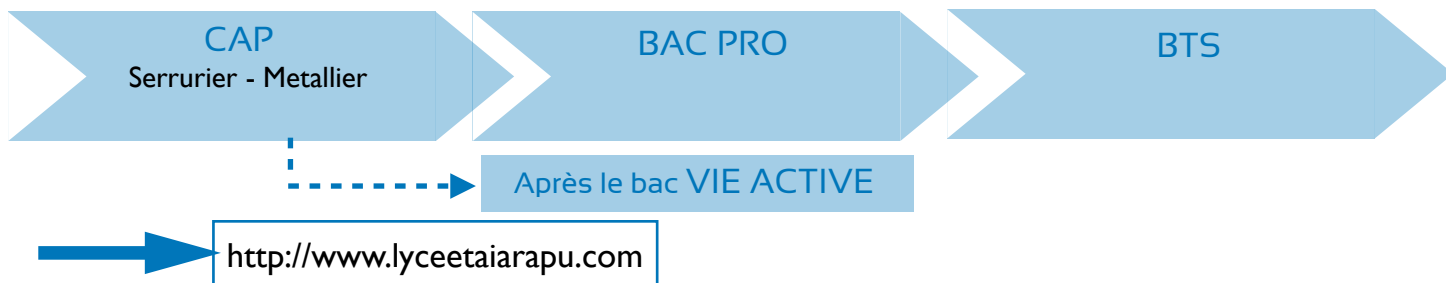 CAP
Serrurier - Metallier
BAC PRO
BTS
Après le bac VIE ACTIVE
http://www.lyceetaiarapu.com